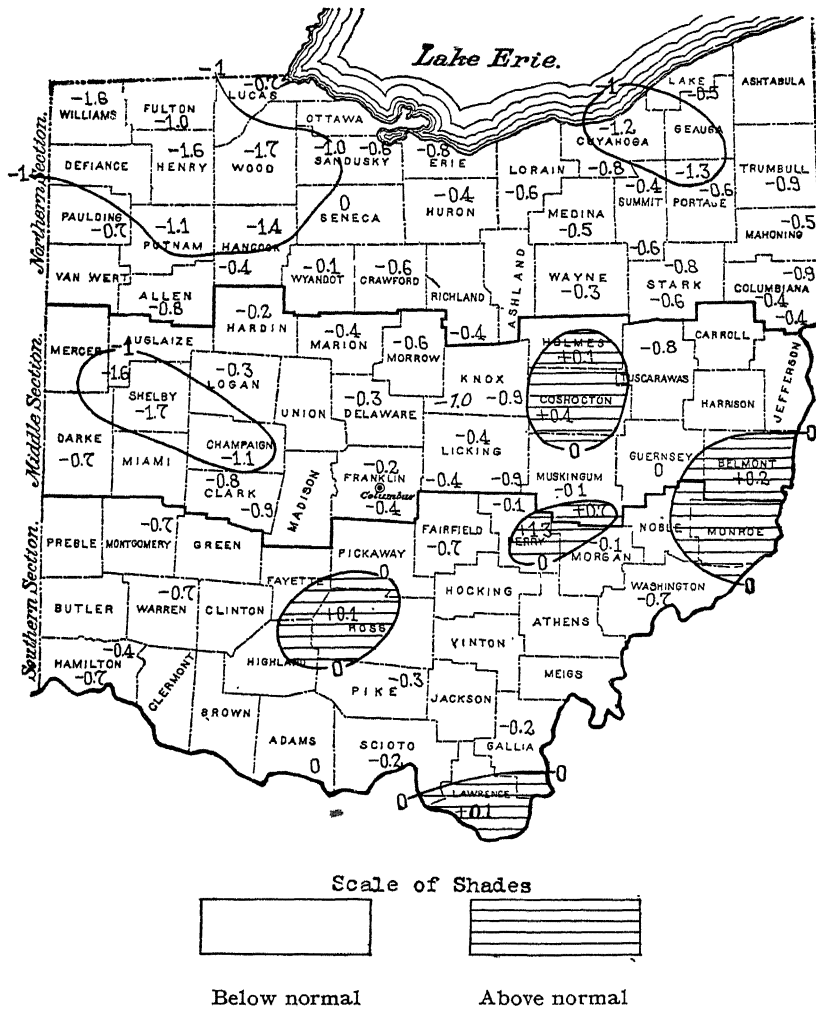 Lake Erie.
-1
-0.7
LUCAS
-1
LAKE
-0.5
ASHTABULA
-1.6
WILLIAMS
FULTON
-1.0
OTTAWA
-1.2
CUYAHOGA
GEAUGA
DEFIANCE
-1.6
HENRY
-1.7
WOOD
-1.0
-0.6
SANDUSKY
-0.8
ERIE
LORAIN
-0.6
-0.8
-0.4
SUMMIT
-1.3
PORTAGE
-0.6
TRUMBULL
-0.9
-1
Northern Section.
PAULDING
-0.7
-1.1
PUTNAM
-1.4
HANCOCK
-0.4
0
SENECA
-0.4
HURON
MEDINA
-0.5
-0.6
-0.5
MAHONING
VAN WERT
ALLEN
-0.8
-0.1
WYANDOT
-0.6
CRAWFORD
RICHLAND
-0.4
ASHLAND
WAYNE
-0.3
-0.8
STARK
-0.6
-0.9
COLUMBIANA
-0.4
-0.4
Middle Section.
MERCER
AUGLAIZE
-1
-1.6
-0.2
HARDIN
-0.4
MARION
-0.6
MORROW
HOLMES
+0.1
-0.8
TUSCARAWAS
CARROLL
JEFFERSON
SHELBY
-1.7
-0.3
LOGAN
UNION
-0.3
DELAWARE
KNOX
-0.9
-1.0
COSHOCTON
+0.4
0
HARRISON
DARKE
-0.7
MIAMI
CHAMPAIGN
-1.1
-0.8
CLARK
-0.9
MADISON
-0.2
FRANKLIN
Columbus
-0.4
-0.4
LICKING
-0.4
-0.9
MUSKINGUM
-0.1
GUERNSEY
0
BELMONT
+0.2
0
Southern Section.
PREBLE
-0.7
MONTGOMERY
GREEN
PICKAWAY
FAIRFIELD
-0.7
-0.1
+1.3
PERRY
0
+0.7
-0.1
MORGAN
NOBLE
MONROE
0
WASHINGTON
-0.7
FAYETTE
0
HOCKING
BUTLER
-0.7
WARREN
CLINTON
+0.1
ROSS
0
ATHENS
VINTON
-0.4
HAMILTON
-0.7
CLERMONT
HIGHLAND
-0.3
PIKE
JACKSON
MEIGS
BROWN
ADAMS
0
SCIOTO
-0.2
-0.2
GALLIA
0
0
LAWRENCE
+0.1
Scale of Shades
Below normal
Above normal